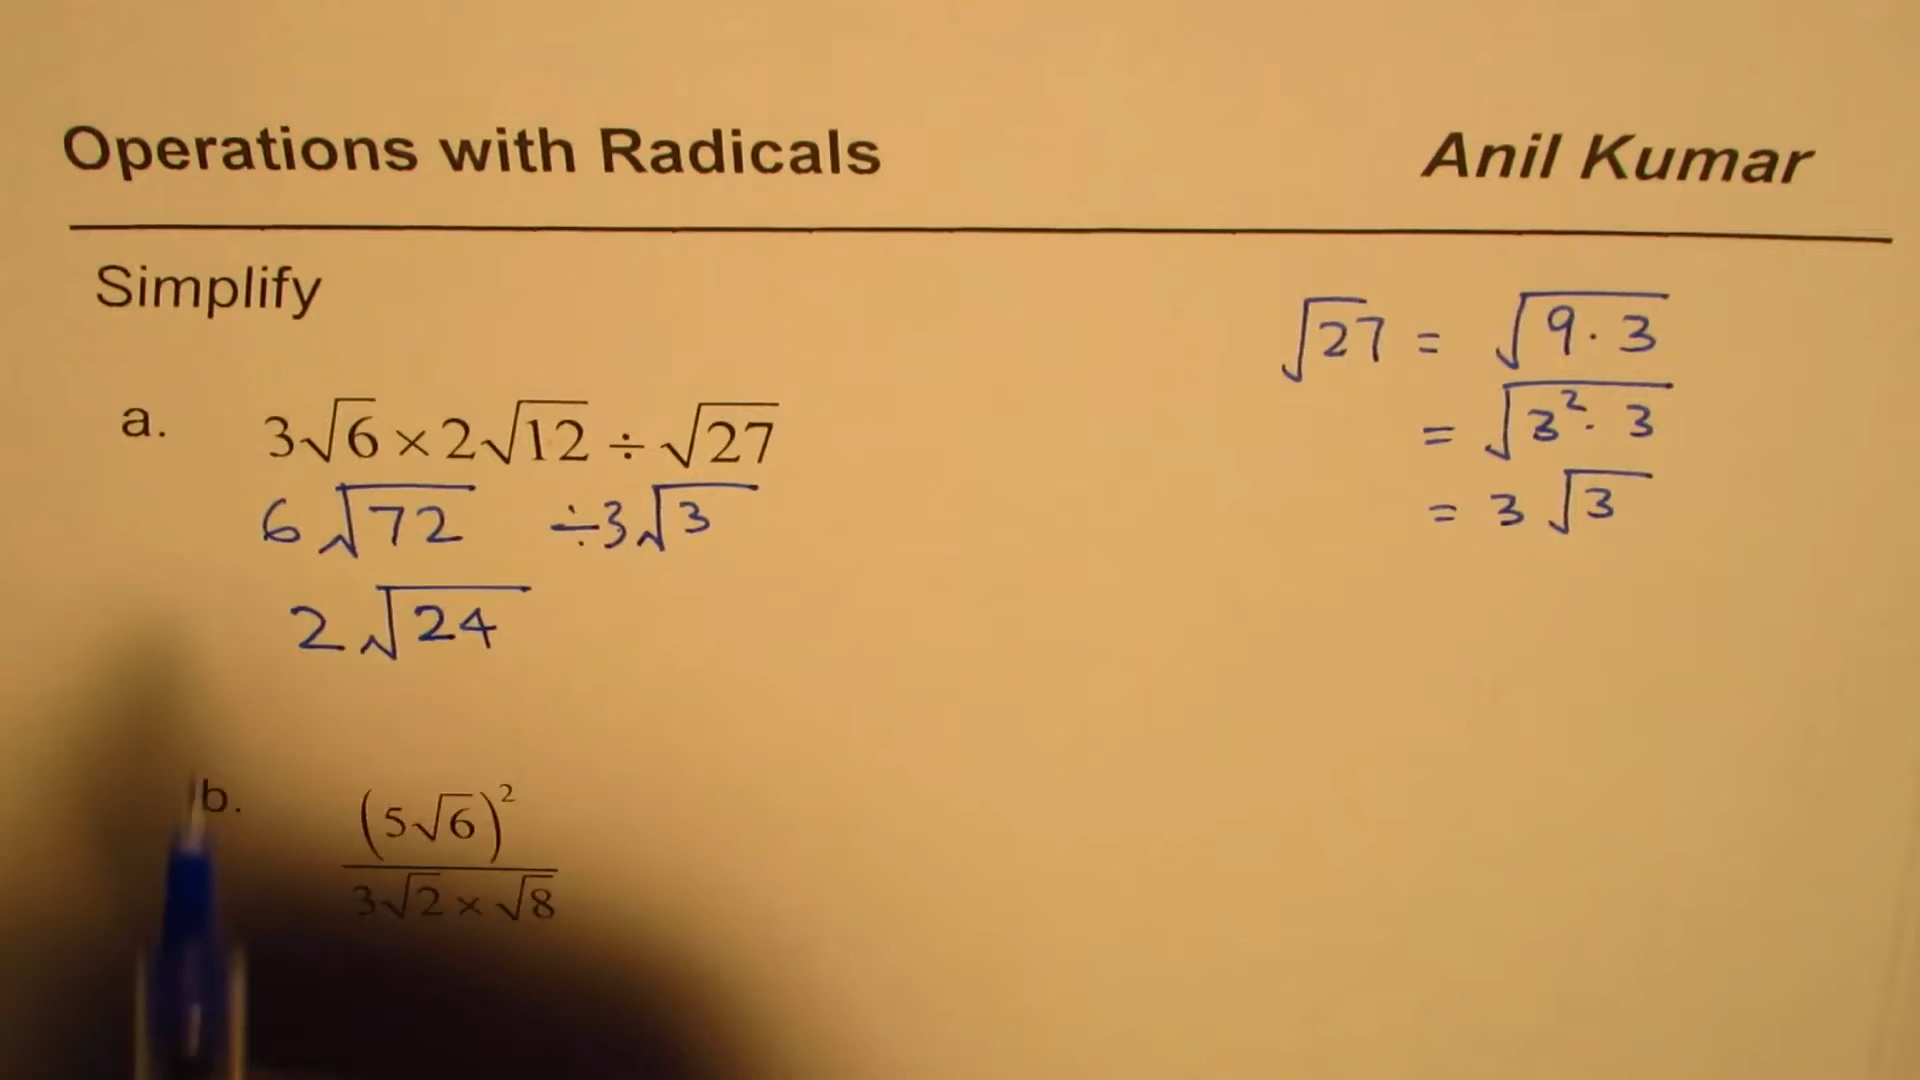 Operations with Radicals Anil Kumar
Simplify
a. 3√6 × 2√12 ÷ √27
6√72 ÷3√3
2√24
√27 = √9·3
= √3²·3
= 3√3
b. (5√6)²
3√2 × √8